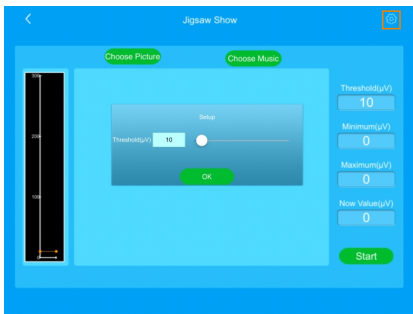 Jigsaw Show
Choose Picture
Choose Music
300
200
100
0
Setup
Threshold(μV) 10
OK
Threshold(μV)
10
Minimum(μV)
0
Maximum(μV)
0
Now Value(μV)
0
Start